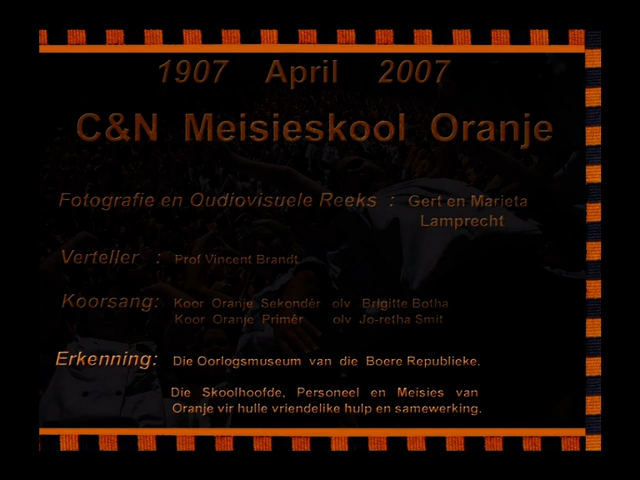 1907 April 2007
C&N Meisieskool Oranje
Fotografie en Oudiovisuele Reeks : Gert en Marieta
Lamprecht
Verteller : Prof Vincent Brandt
Koorsang: Koor Oranje Sekondêr olv Brigitte Botha
Koor Oranje Primêr olv Jo-retha Smit
Erkenning: Die Oorlogsmuseum van die Boere Republieke.
Die Skoolhoofde, Personeel en Meisies van
Oranje vir hulle vriendelike hulp en samewerking.